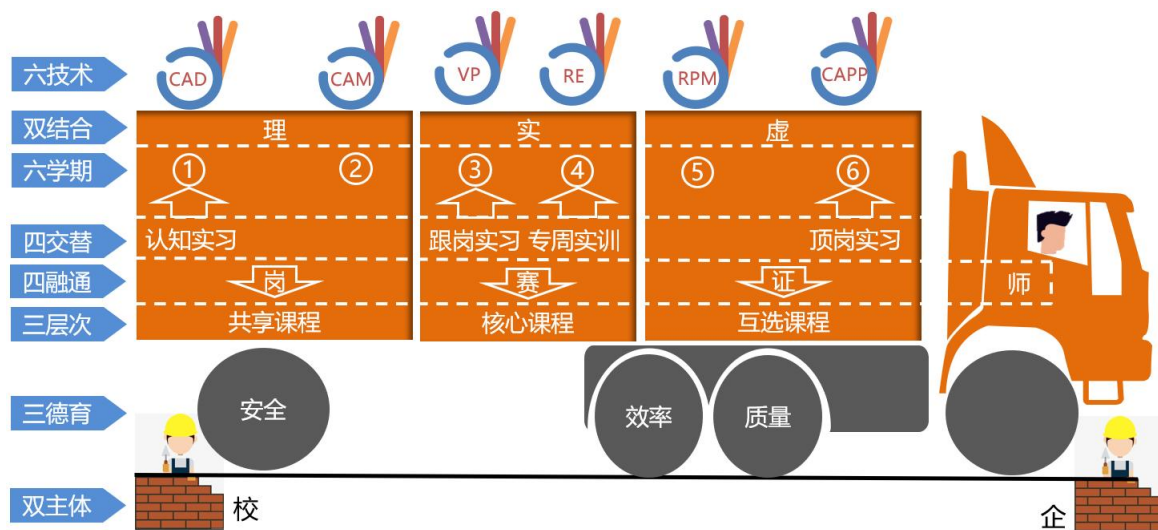 六技术 CAD CAM VP RE RPM CAPP
双结合 理 实 虚
六学期 ① ② ③ ④ ⑤ ⑥
四交替 认知实习 跟岗实习 专周实训 顶岗实习
四融通 岗 赛 证 师
三层次 共享课程 核心课程 互选课程
三德育 安全 效率 质量
双主体 校 企